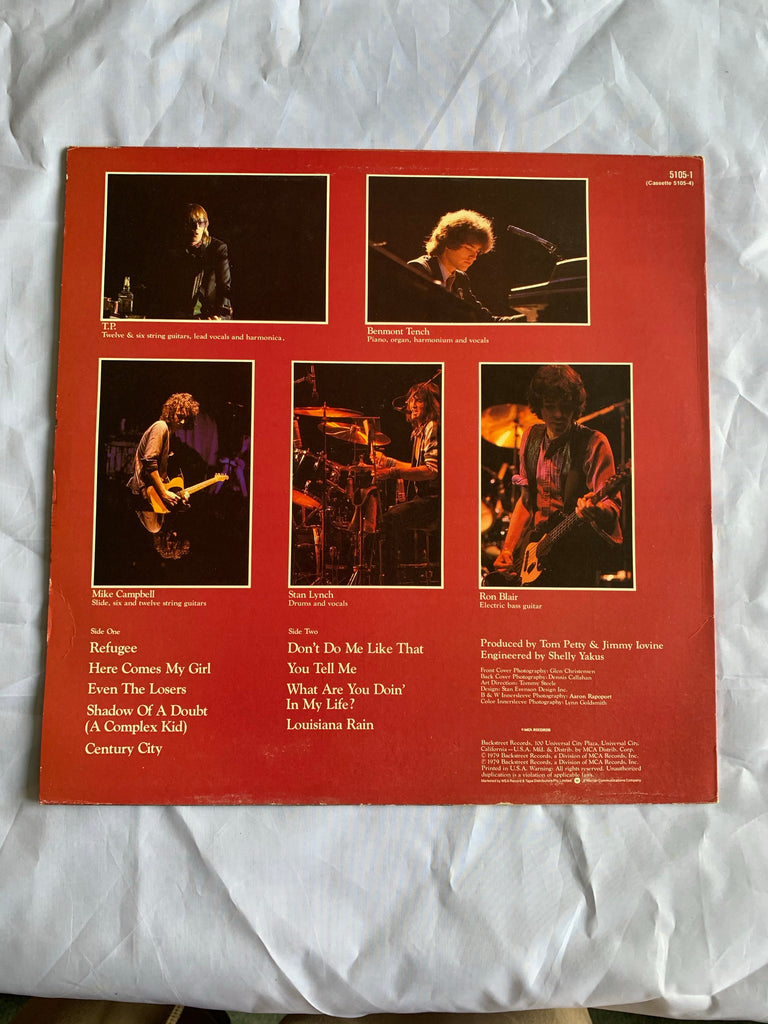 5105-1
(Cassette 5105-4)
T.P.
Twelve & six string guitars, lead vocals and harmonica.
Benmont Tench
Piano, organ, harmonium and vocals
Mike Campbell
Slide, six and twelve string guitars
Stan Lynch
Drums and vocals
Ron Blair
Electric bass guitar
Side One
Refugee
Here Comes My Girl
Even The Losers
Shadow Of A Doubt
(A Complex Kid)
Century City
Side Two
Don't Do Me Like That
You Tell Me
What Are You Doin'
In My Life?
Louisiana Rain
Produced by Tom Petty & Jimmy Iovine
Engineered by Shelly Yakus
Front Cover Photography: Glen Christensen
Back Cover Photography: Dennis Callahan
Art Direction: Tommy Steele
Design: Stan Evenson Design Inc.
B & W Innersleeve Photography: Aaron Rapoport
Color Innersleeve Photography: Lynn Goldsmith
MCA RECORDS
Backstreet Records, 100 Universal City Plaza, Universal City,
California—U.S.A. Mfd. & Distrib. by MCA Distrib. Corp.
© 1979 Backstreet Records, a Division of MCA Records, Inc.
℗ 1979 Backstreet Records, a Division of MCA Records, Inc.
Printed in U.S.A. Warning: All rights reserved. Unauthorized
duplication is a violation of applicable laws.